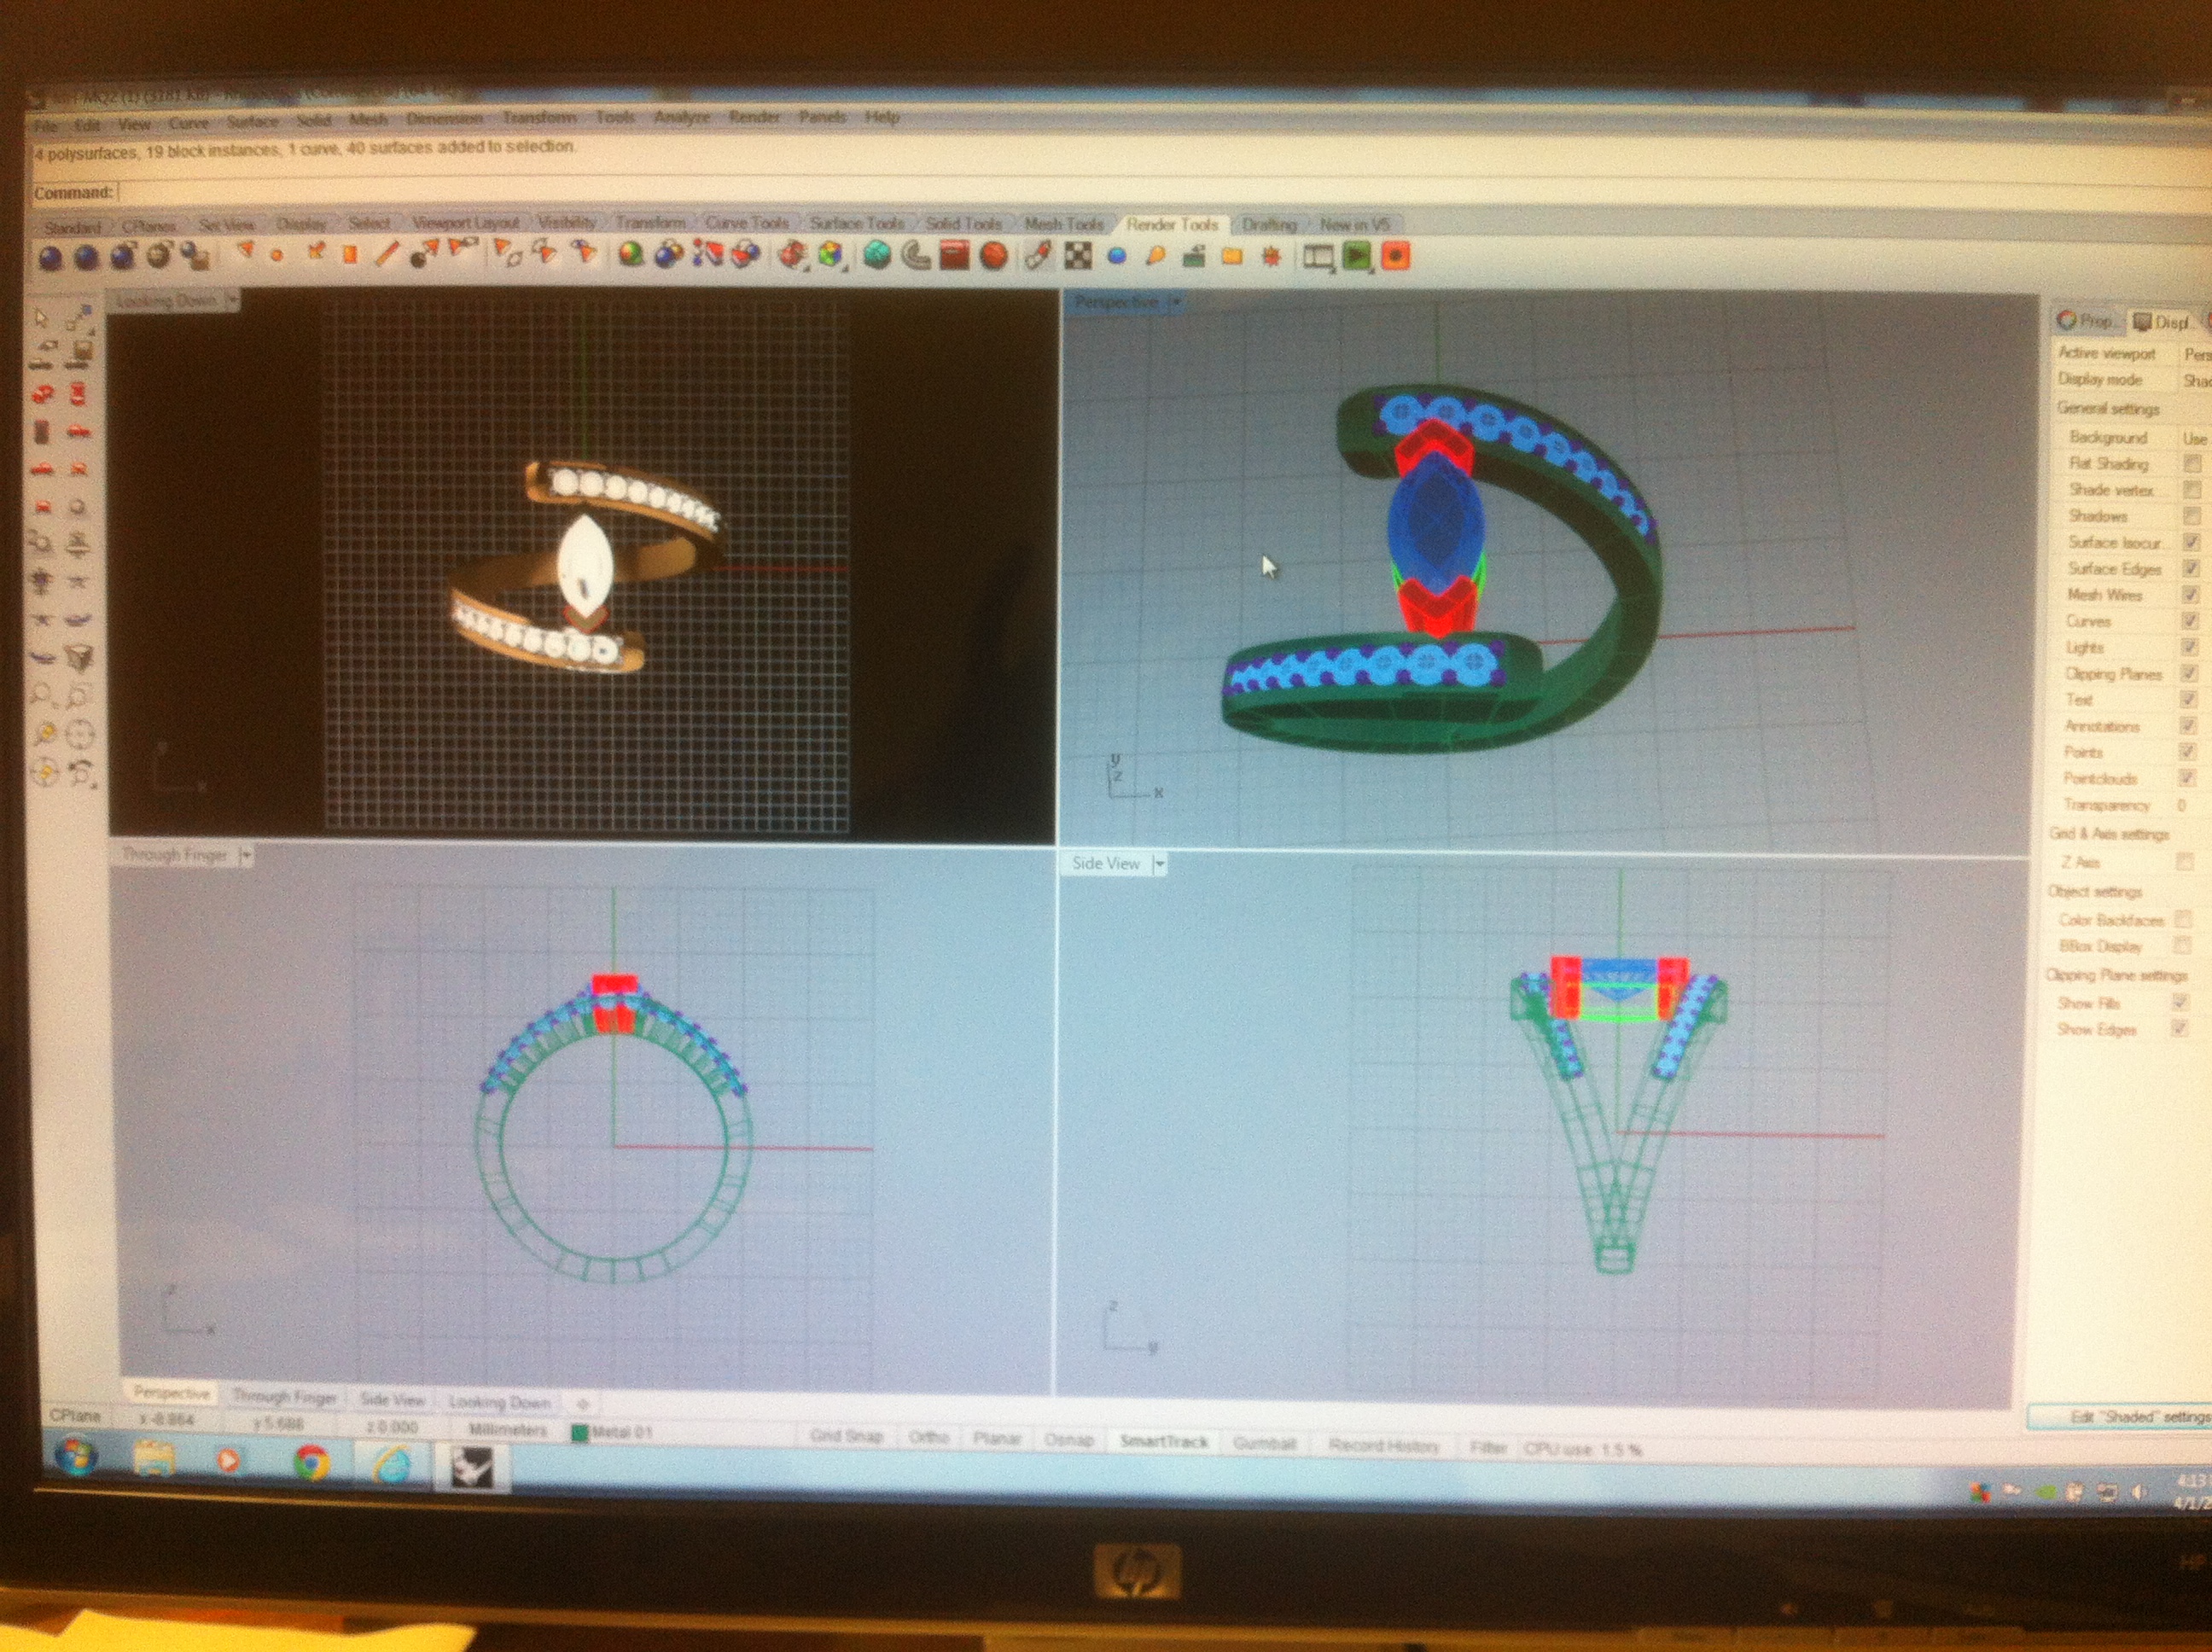 File Edit View Curve Surface Solid Mesh Dimension Transform Tools Analyze Render Panels Help
4 polysurfaces, 19 block instances, 1 curve, 40 surfaces added to selection.
Command:
Standard CPlanes Set View Display Select Viewport Layout Visibility Transform Curve Tools Surface Tools Solid Tools Mesh Tools Render Tools Drafting New in V5
Looking Down
Perspective
Prop... Displ...
Active viewport Pers
Display mode Shad
General settings
Background Use
Flat Shading
Shade vertex
Shadows
Surface Isocur
Surface Edges
Mesh Wires
Curves
Lights
Clipping Planes
Text
Annotations
Points
Pointclouds
Transparency 0
Grid & Axis settings
Z Axis
Object settings
Color Backfaces
BBox Display
Clipping Plane settings
Show Fills
Show Edges
y
z
x
Through Finger
Side View
z
x
z
y
Perspective Through Finger Side View Looking Down
CPlane x -8.864 y 5.686 z 0.000 Millimeters Metal 01 Grid Snap Ortho Planar Osnap SmartTrack Gumball Record History Filter CPU use: 1.5 %
Edit "Shaded" settings
4:13
4/1/2
hp